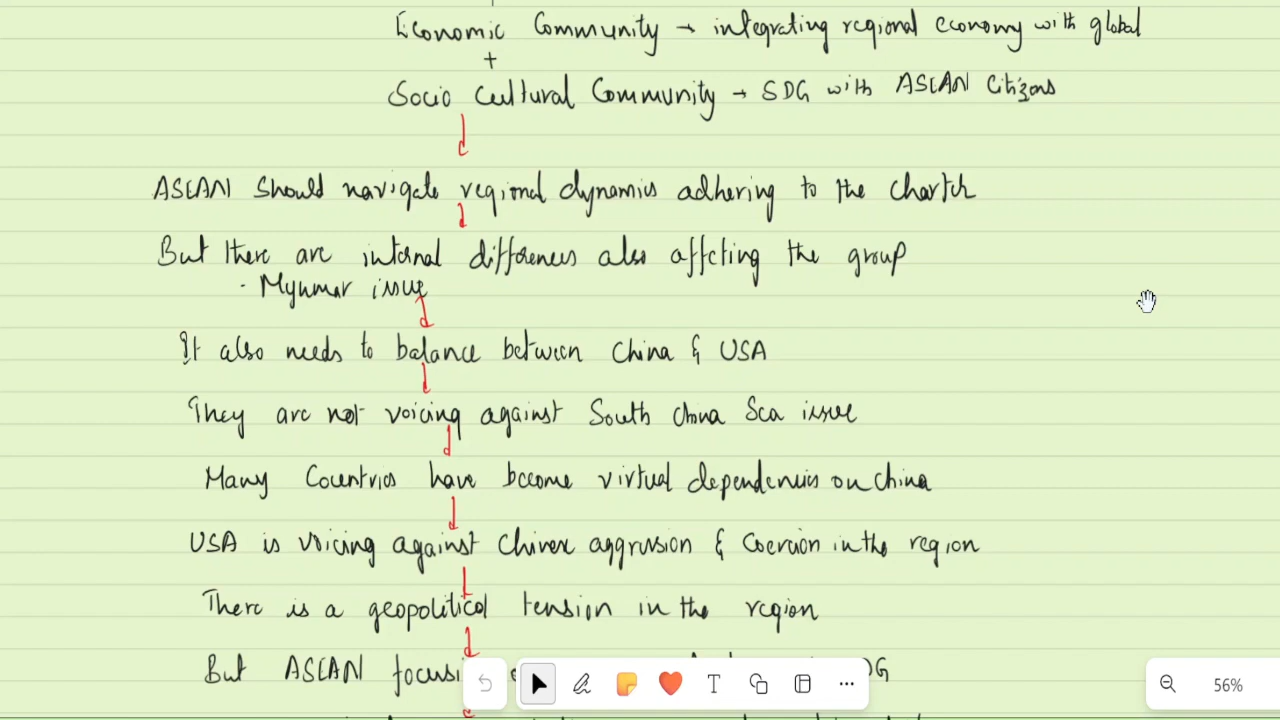 Economic Community → integrating regional economy with global
+
Socio Cultural Community → SDG with ASEAN Citizens
ASEAN should navigate regional dynamics adhering to the charter
But there are internal differences also affcting the group
- Mynmar issue
It also needs to balance between China & USA
They are not voicing against South China Sea issue
Many Countries have become virtual dependencies on china
USA is voicing against Chinese aggression & Coercion in the region
There is a geopolitical tension in the region
But ASEAN
56%